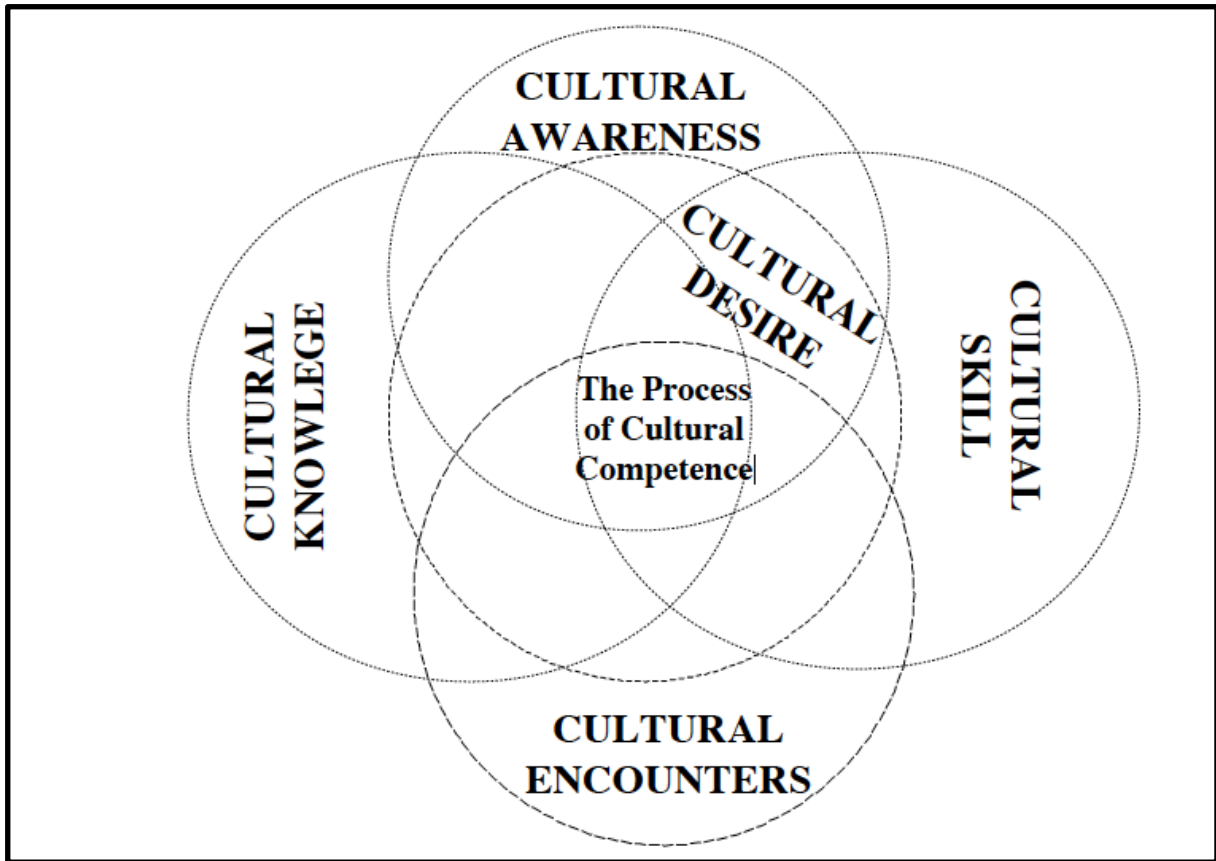 CULTURAL
AWARENESS
CULTURAL
DESIRE
CULTURAL
KNOWLEGE
The Process
of Cultural
Competence
CULTURAL
SKILL
CULTURAL
ENCOUNTERS